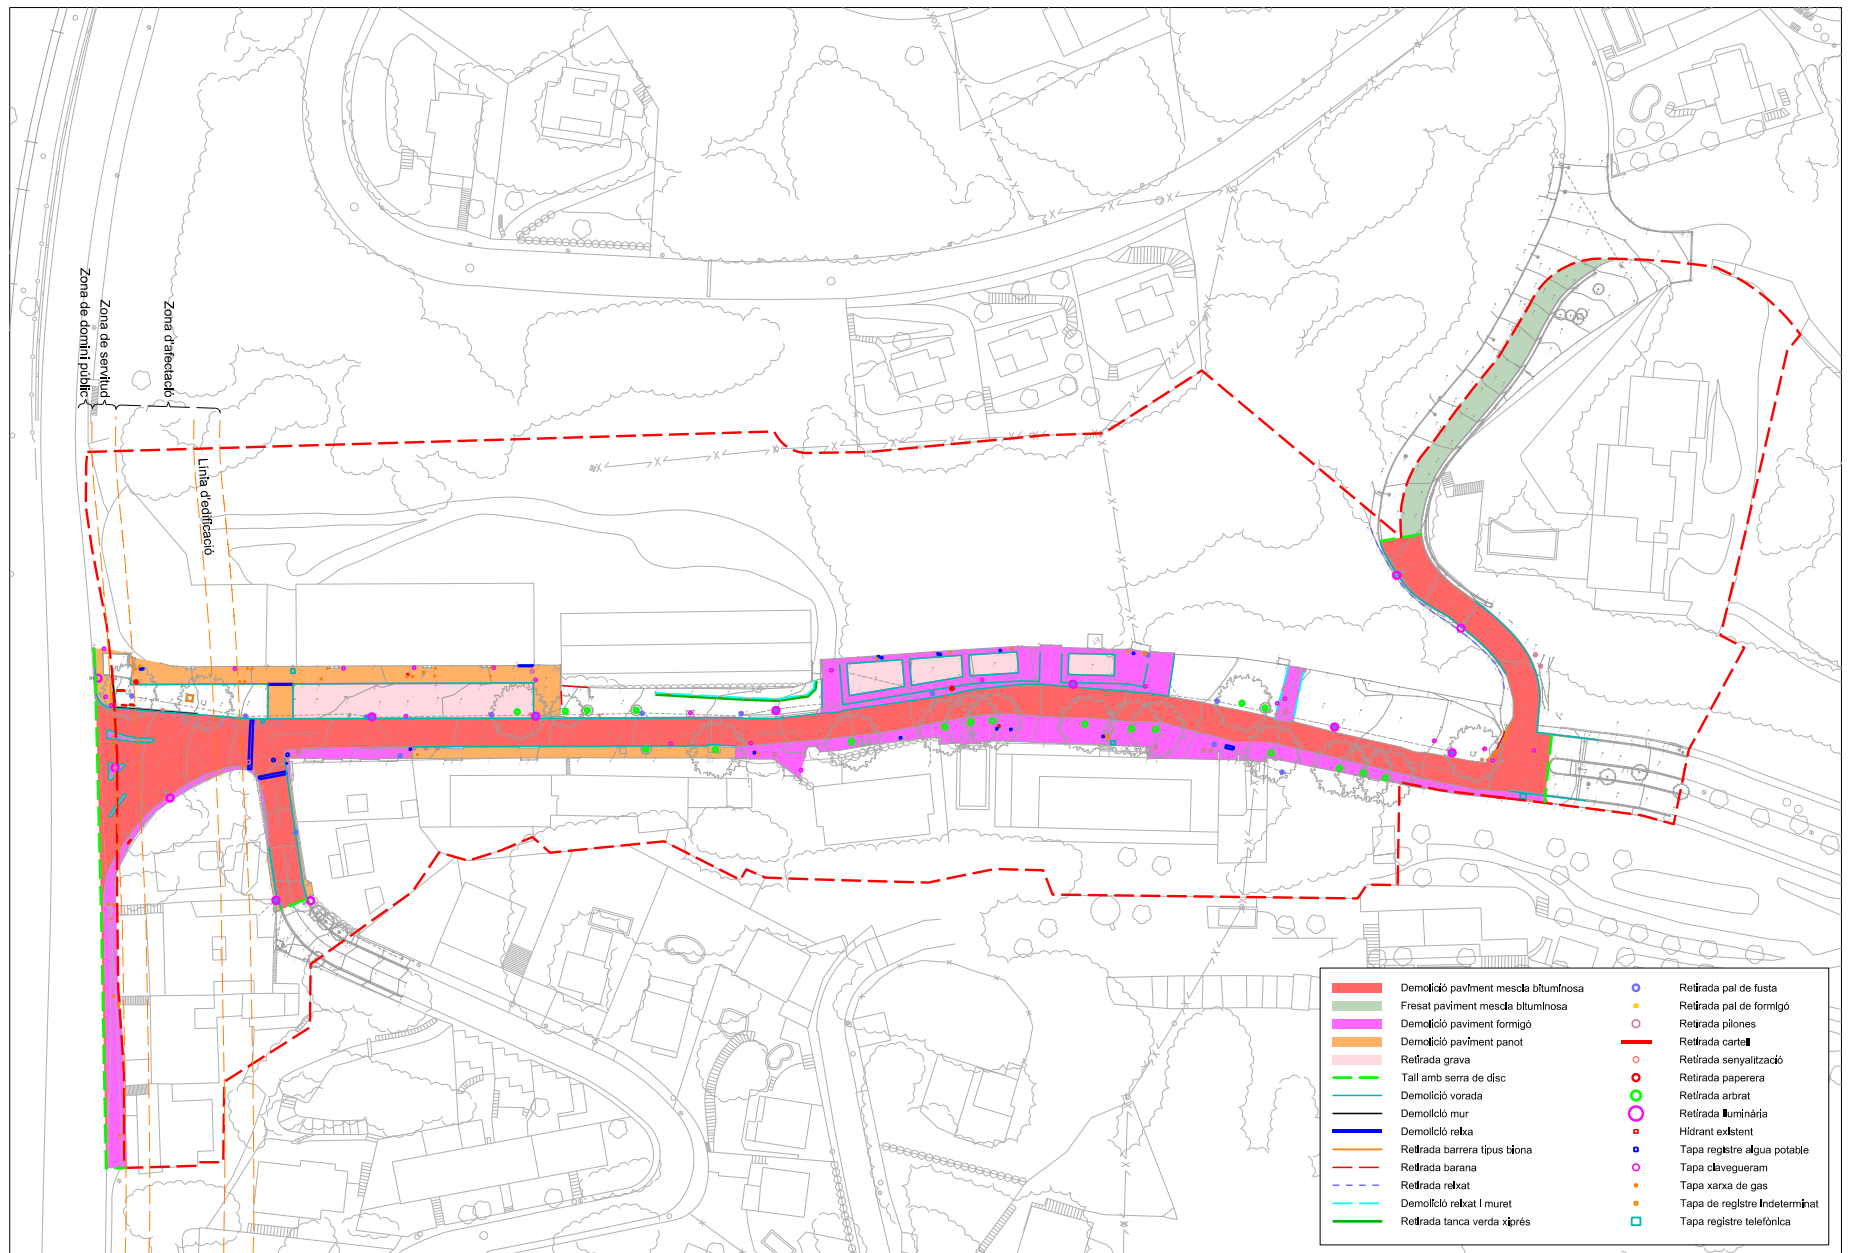 Zona de domini públic
Zona de servitud
Zona d'afectació
Línia d'edificació
Demolició paviment mescla bituminosa
Fresat paviment mescla bituminosa
Demolició paviment formigó
Demolició paviment panot
Retirada grava
Tall amb serra de disc
Demolició vorada
Demolició mur
Demolició reixa
Retirada barrera tipus biona
Retirada barana
Retirada reixat
Demolició reixat i muret
Retirada tanca verda xiprés
Retirada pal de fusta
Retirada pal de formigó
Retirada pilones
Retirada cartell
Retirada senyalització
Retirada paperera
Retirada arbrat
Retirada lluminària
Hidrant existent
Tapa registre aigua potable
Tapa clavegueram
Tapa xarxa de gas
Tapa de registre indeterminat
Tapa registre telefònica